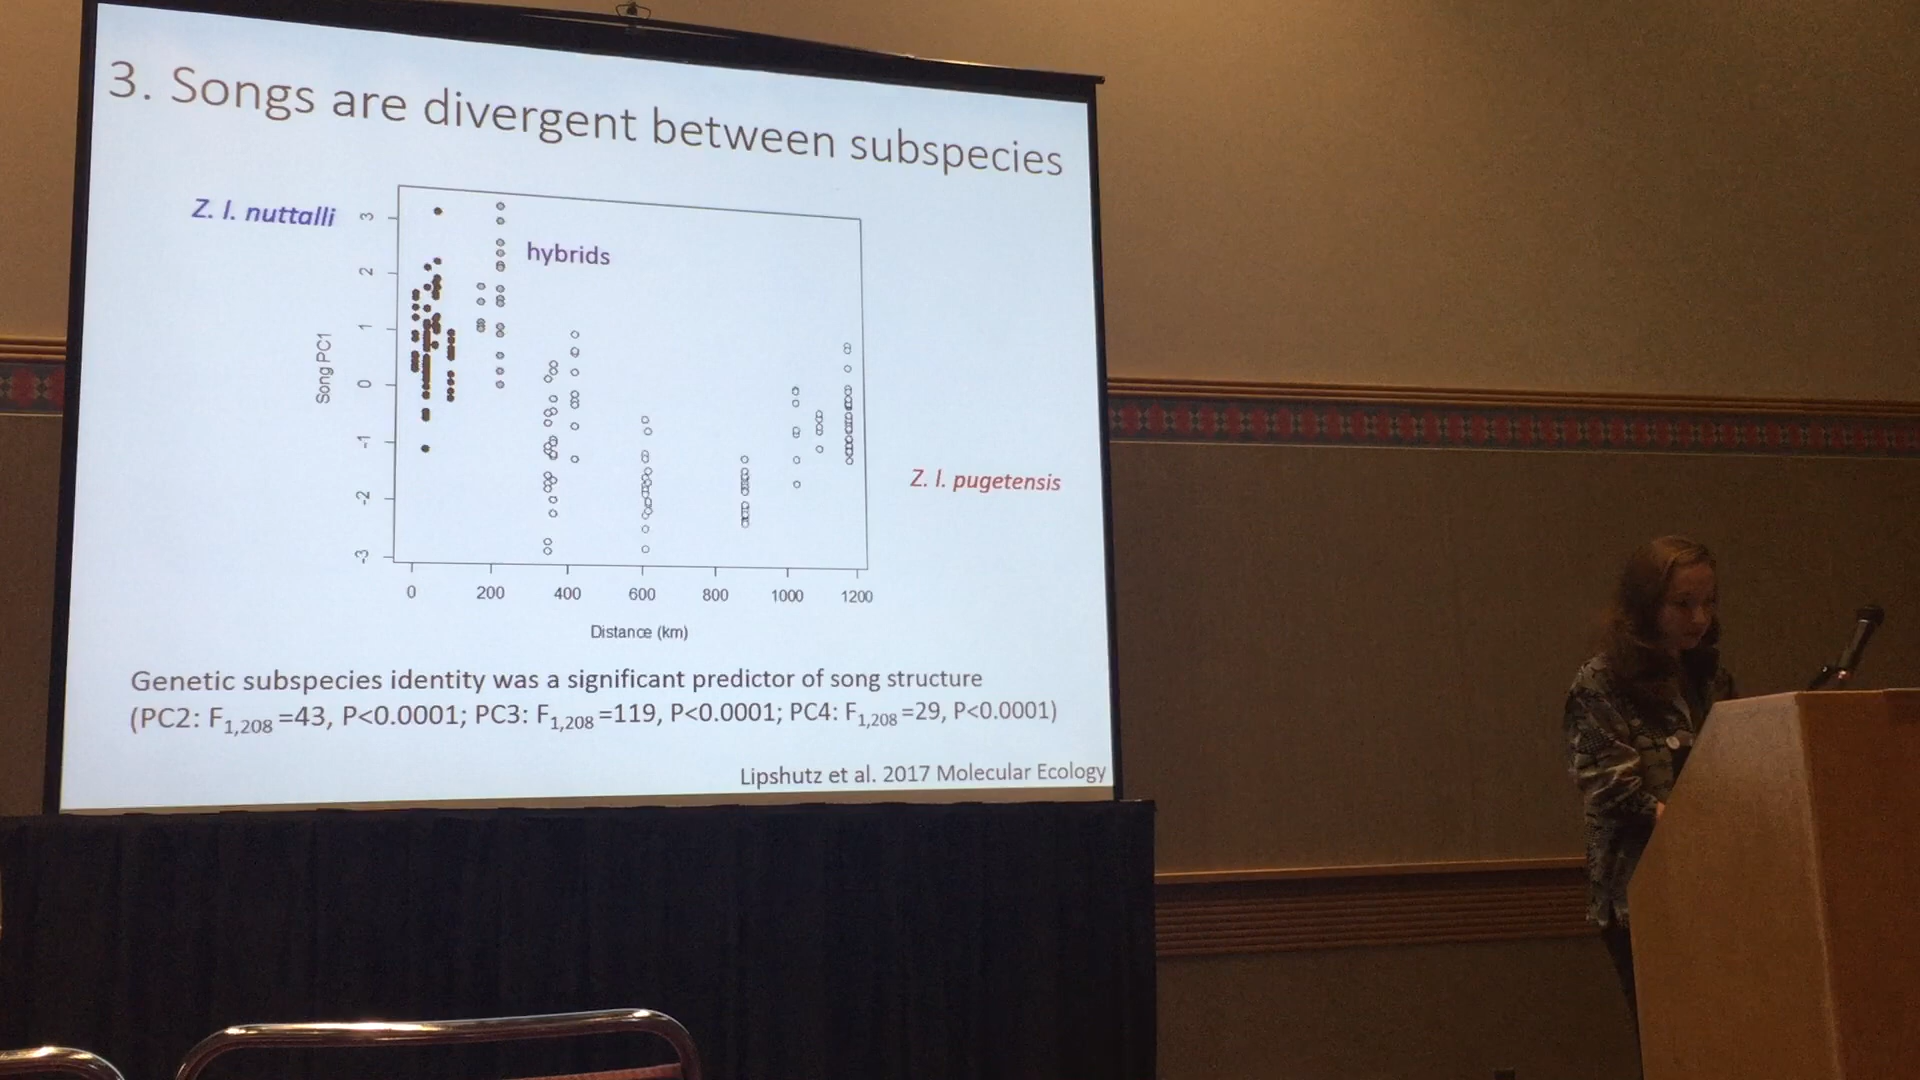 3. Songs are divergent between subspecies
Z. l. nuttalli
hybrids
Z. l. pugetensis
3
2
1
0
-1
-2
-3
Song PC1
0 200 400 600 800 1000 1200
Distance (km)
Genetic subspecies identity was a significant predictor of song structure
(PC2: F1,208 =43, P<0.0001; PC3: F1,208 =119, P<0.0001; PC4: F1,208 =29, P<0.0001)
Lipshutz et al. 2017 Molecular Ecology